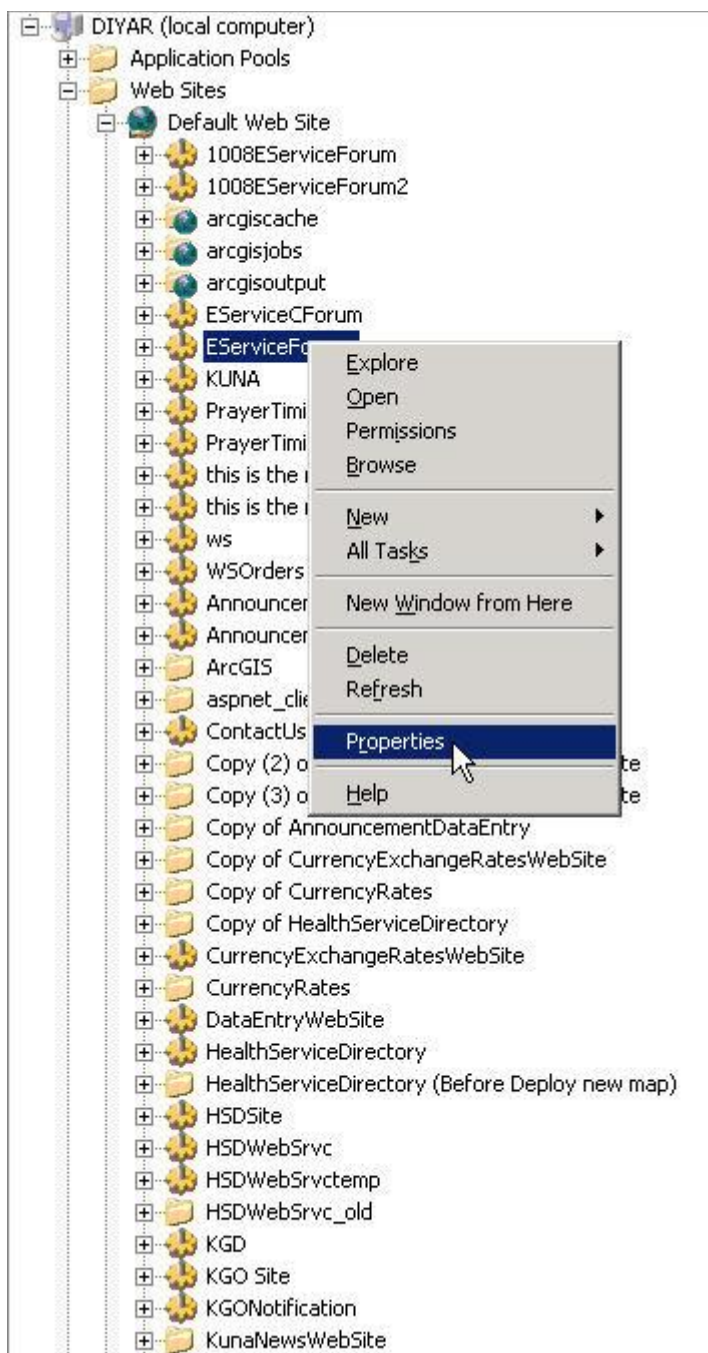 DIYAR (local computer)
Application Pools
Web Sites
Default Web Site
1008EServiceForum
1008EServiceForum2
arcgiscache
arcgisjobs
arcgisoutput
EServiceCForum
EServiceFo
KUNA
PrayerTimi
PrayerTimi
this is the
this is the
ws
WSOrders
Announcer
Announcer
ArcGIS
aspnet_clie
ContactUs
Copy (2) o te
Copy (3) o te
Copy of AnnouncementDataEntry
Copy of CurrencyExchangeRatesWebSite
Copy of CurrencyRates
Copy of HealthServiceDirectory
CurrencyExchangeRatesWebSite
CurrencyRates
DataEntryWebSite
HealthServiceDirectory
HealthServiceDirectory (Before Deploy new map)
HSDSite
HSDWebSrvc
HSDWebSrvctemp
HSDWebSrvc_old
KGD
KGO Site
KGONotification
KunaNewsWebSite
Explore
Open
Permissions
Browse
New
All Tasks
New Window from Here
Delete
Refresh
Properties
Help